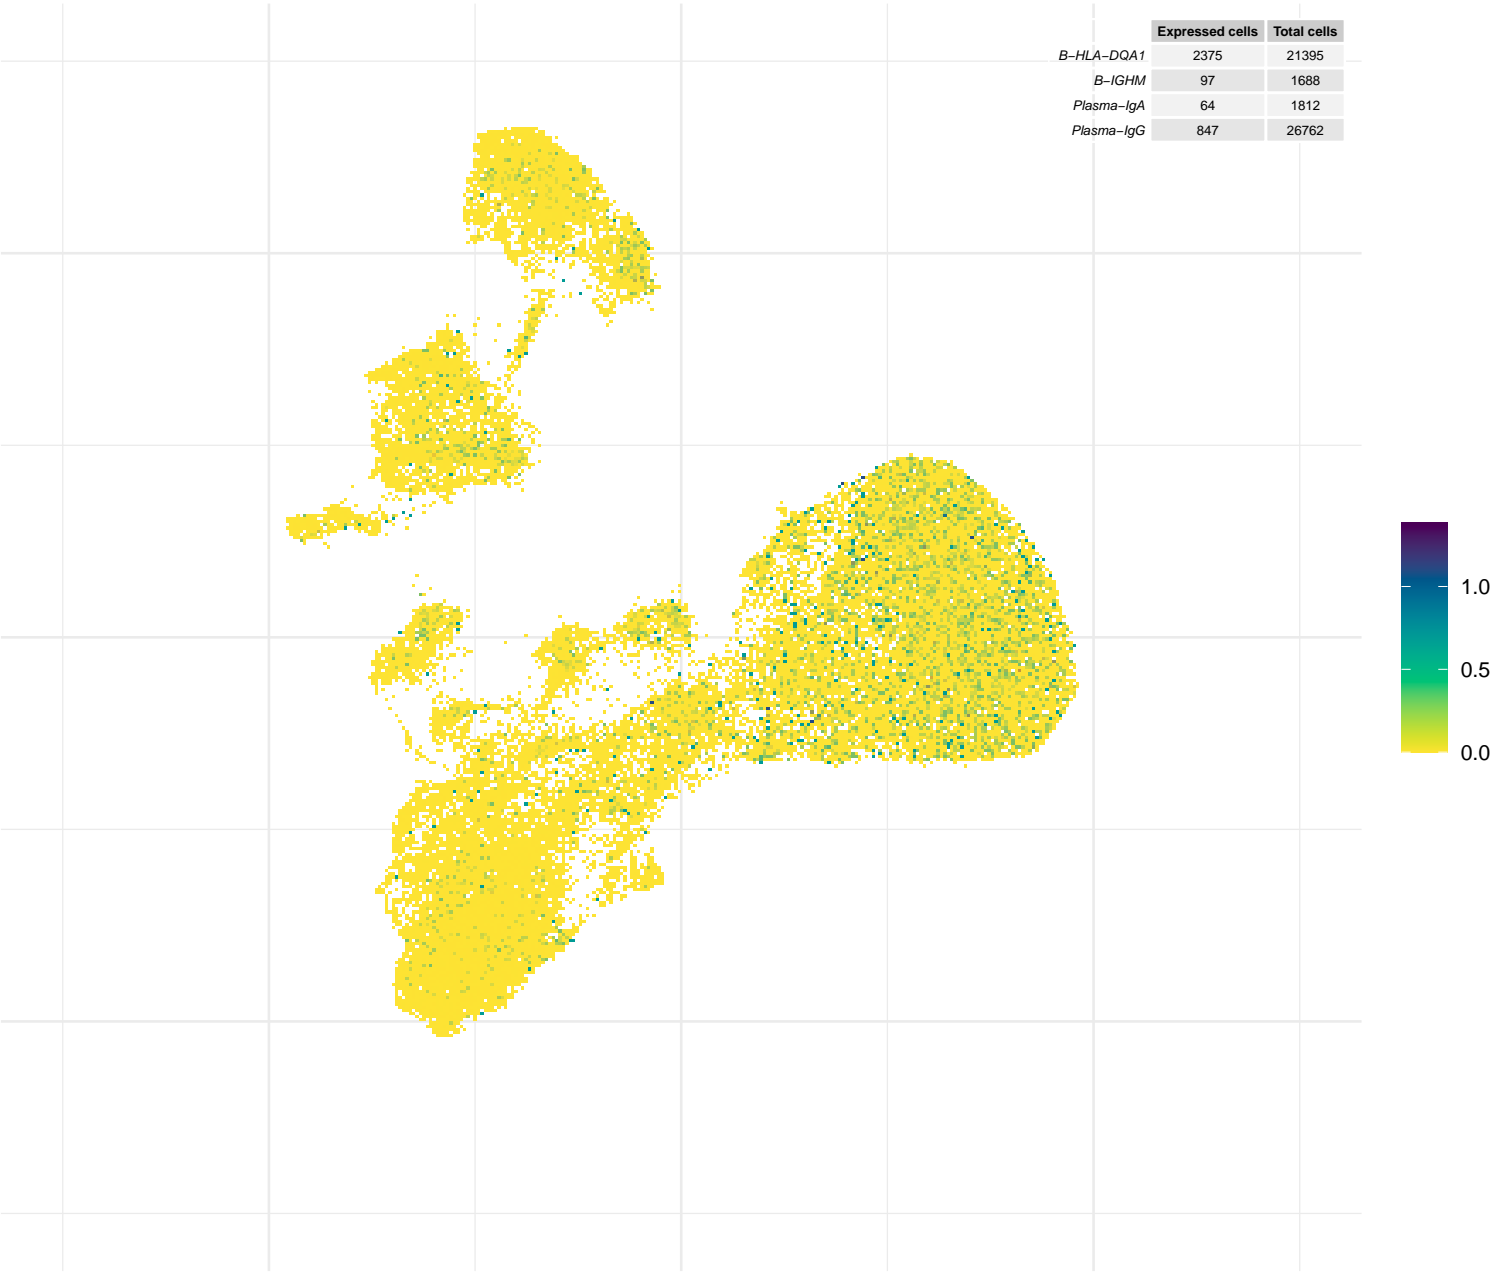 Expressed cells Total cells
B−HLA−DQA1 2375 21395
B−IGHM 97 1688
Plasma−IgA 64 1812
Plasma−IgG 847 26762
1.0
0.5
0.0